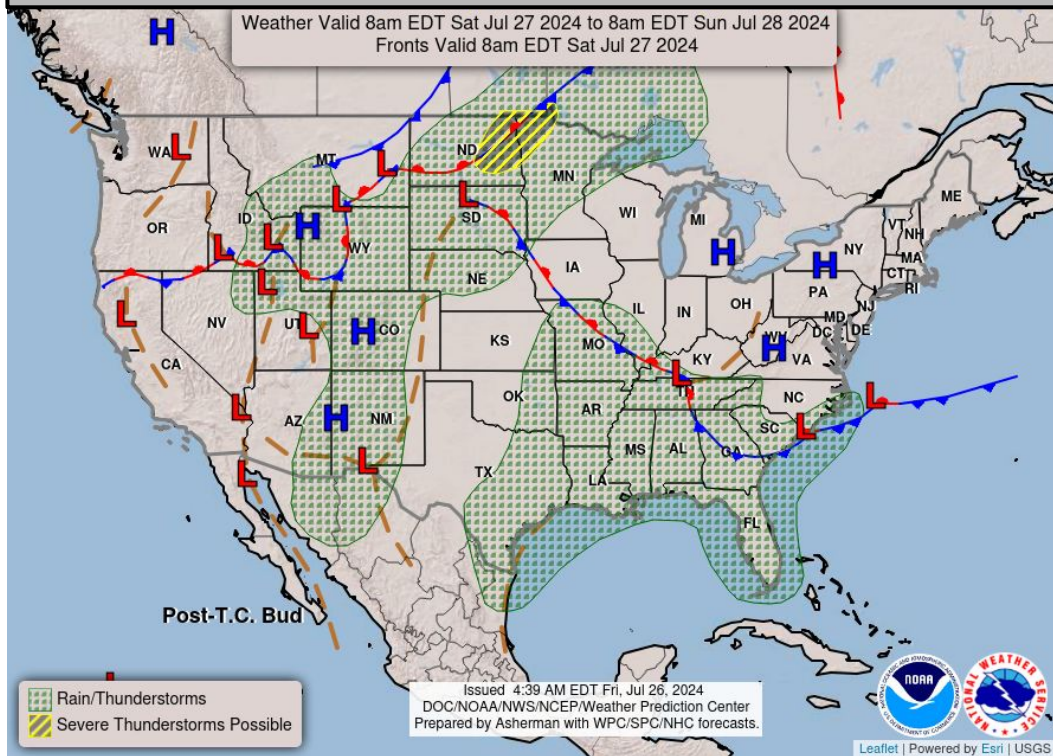 Weather Valid 8am EDT Sat Jul 27 2024 to 8am EDT Sun Jul 28 2024
Fronts Valid 8am EDT Sat Jul 27 2024
H
WA L
MT L
ND
MN
ME
L
L
SD
WI
MI
VT
NH
OR
ID
H
WY
NY
MA
L
L
H
H
CT
RI
L
NE
IA
PA
NJ
L
NV
UT
L
H
CO
IL
IN
OH
MD
DE
DC
WV
H
VA
CA
KS
MO
KY
L
AZ
H
NM
OK
AR
L
TN
NC
L
SC
L
L
L
TX
MS
AL
GA
LA
FL
Post-T.C. Bud
L
Rain/Thunderstorms
Severe Thunderstorms Possible
Issued 4:39 AM EDT Fri, Jul 26, 2024
DOC/NOAA/NWS/NCEP/Weather Prediction Center
Prepared by Asherman with WPC/SPC/NHC forecasts.
NOAA
NATIONAL WEATHER SERVICE
Leaflet | Powered by Esri | USGS